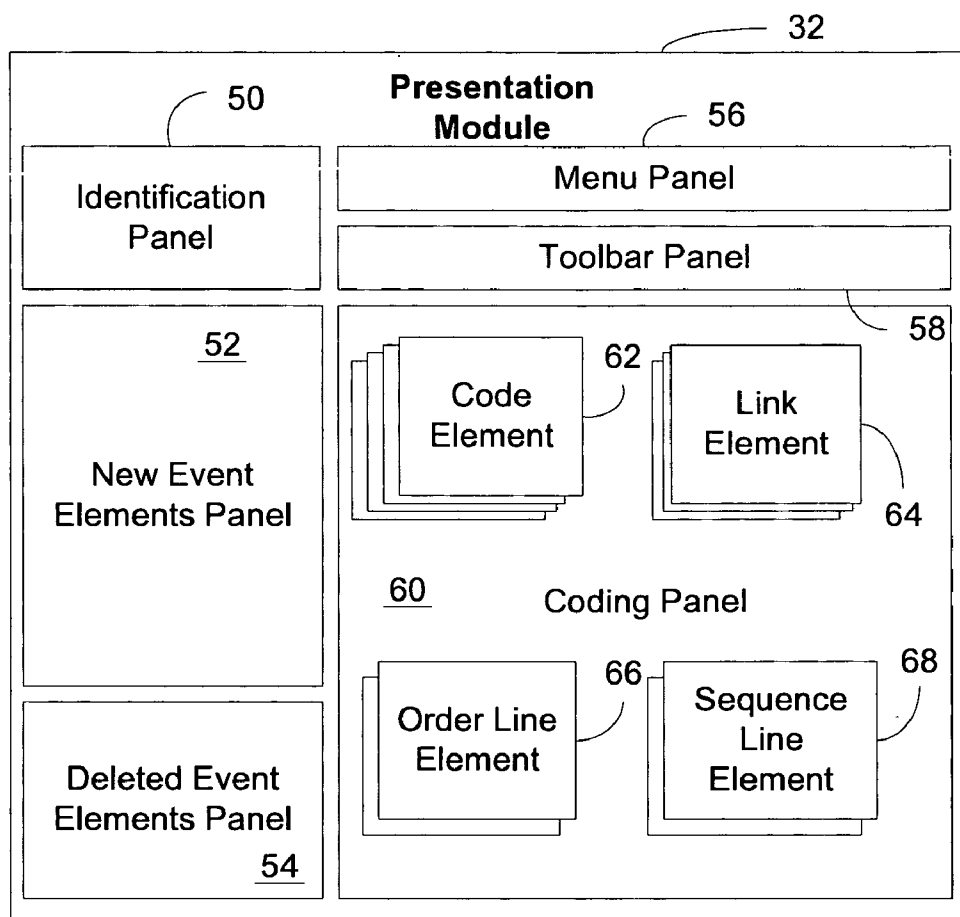 32
Presentation
Module
50
56
Identification
Panel
Menu Panel
Toolbar Panel
58
52
New Event
Elements Panel
62
Code
Element
Link
Element
64
60
Coding Panel
66
Order Line
Element
68
Sequence
Line
Element
Deleted Event
Elements Panel
54